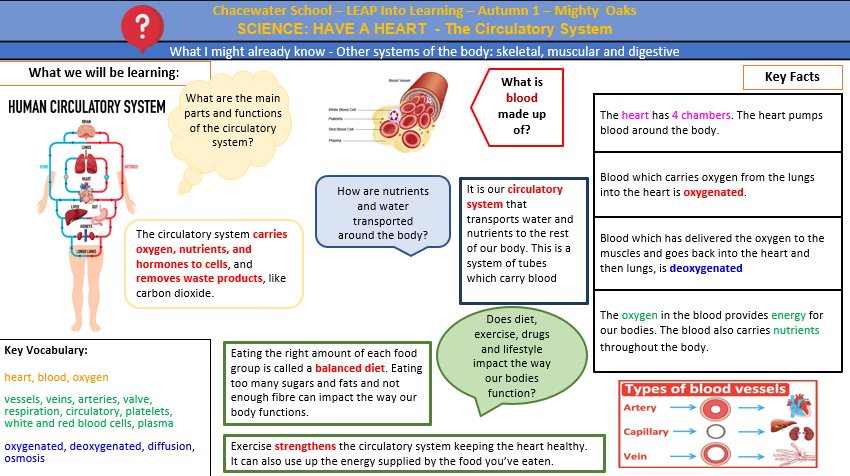 Chacewater School – LEAP Into Learning – Autumn 1 – Mighty Oaks
SCIENCE: HAVE A HEART - The Circulatory System
?
What I might already know - Other systems of the body: skeletal, muscular and digestive
What we will be learning:
HUMAN CIRCULATORY SYSTEM
BRAIN
LUNGS
VEINS
ARTERIES
HEART
LIVER
GUT
KIDNEYS
LOWER LIMBS
What are the main
parts and functions
of the circulatory
system?
The circulatory system carries
oxygen, nutrients, and
hormones to cells, and
removes waste products, like
carbon dioxide.
Blood Vessel
White Blood Cell
Platelets
Red Blood Cell
Plasma
What is
blood
made up
of?
How are nutrients
and water
transported
around the body?
It is our circulatory
system that
transports water and
nutrients to the rest
of our body. This is a
system of tubes
which carry blood
Key Facts
The heart has 4 chambers. The heart pumps
blood around the body.
Blood which carries oxygen from the lungs
into the heart is oxygenated.
Blood which has delivered the oxygen to the
muscles and goes back into the heart and
then lungs, is deoxygenated
The oxygen in the blood provides energy for
our bodies. The blood also carries nutrients
throughout the body.
Key Vocabulary:
heart, blood, oxygen
vessels, veins, arteries, valve,
respiration, circulatory, platelets,
white and red blood cells, plasma
oxygenated, deoxygenated, diffusion,
osmosis
Eating the right amount of each food
group is called a balanced diet. Eating
too many sugars and fats and not
enough fibre can impact the way our
body functions.
Does diet,
exercise, drugs
and lifestyle
impact the way
our bodies
function?
Exercise strengthens the circulatory system keeping the heart healthy.
It can also use up the energy supplied by the food you've eaten.
Types of blood vessels
Artery
Capillary
Vein